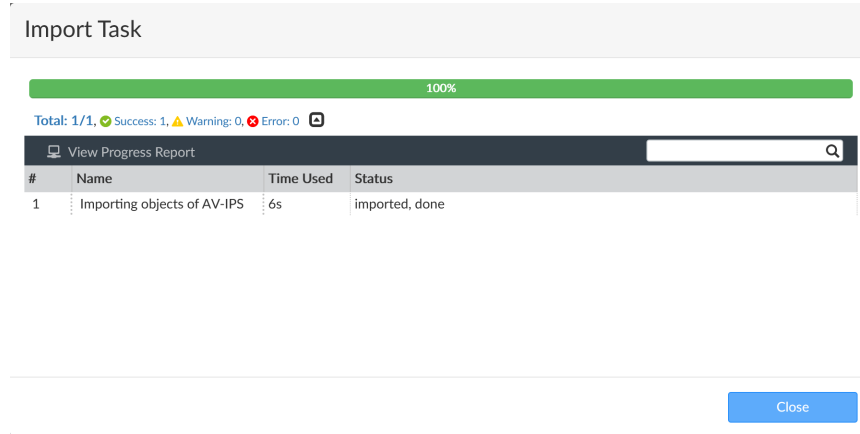 Import Task
100%
Total: 1/1, Success: 1, Warning: 0, Error: 0
View Progress Report
# Name Time Used Status
1 Importing objects of AV-IPS 6s imported, done
Close